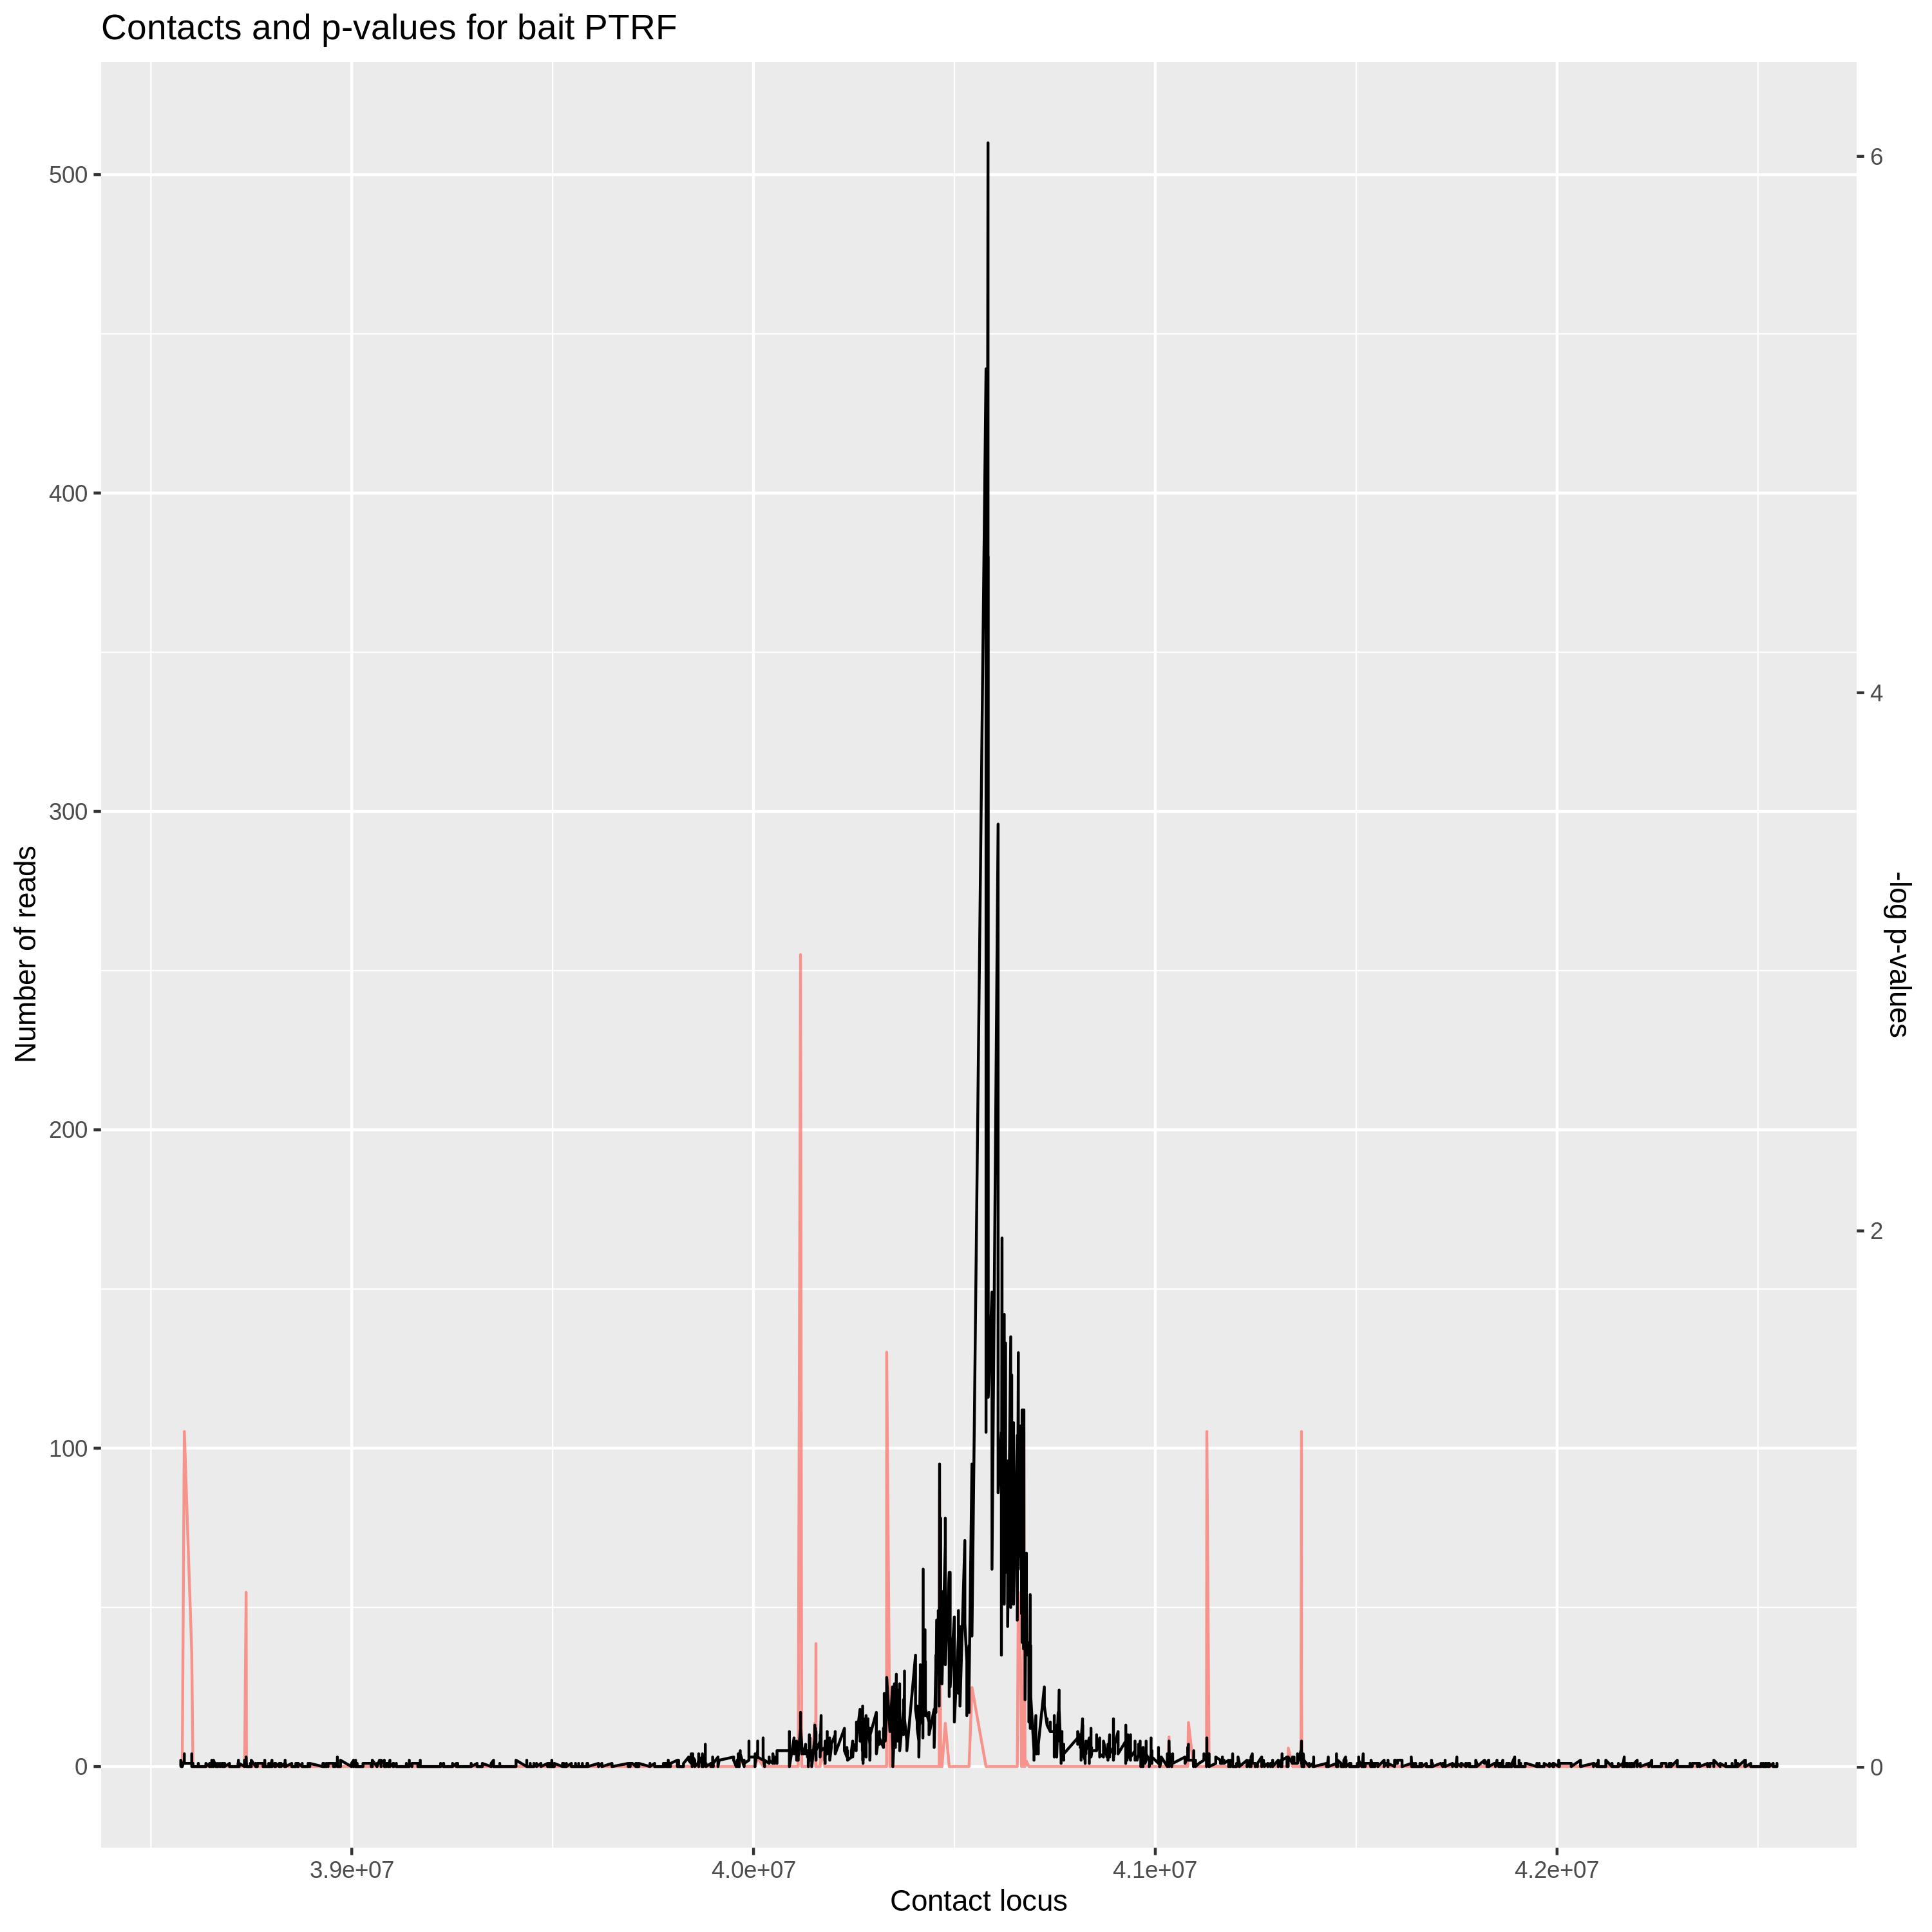 Contacts and p-values for bait PTRF
500
400
300
200
100
0
Number of reads
6
4
2
0
-log p-values
3.9e+07
4.0e+07
4.1e+07
4.2e+07
Contact locus